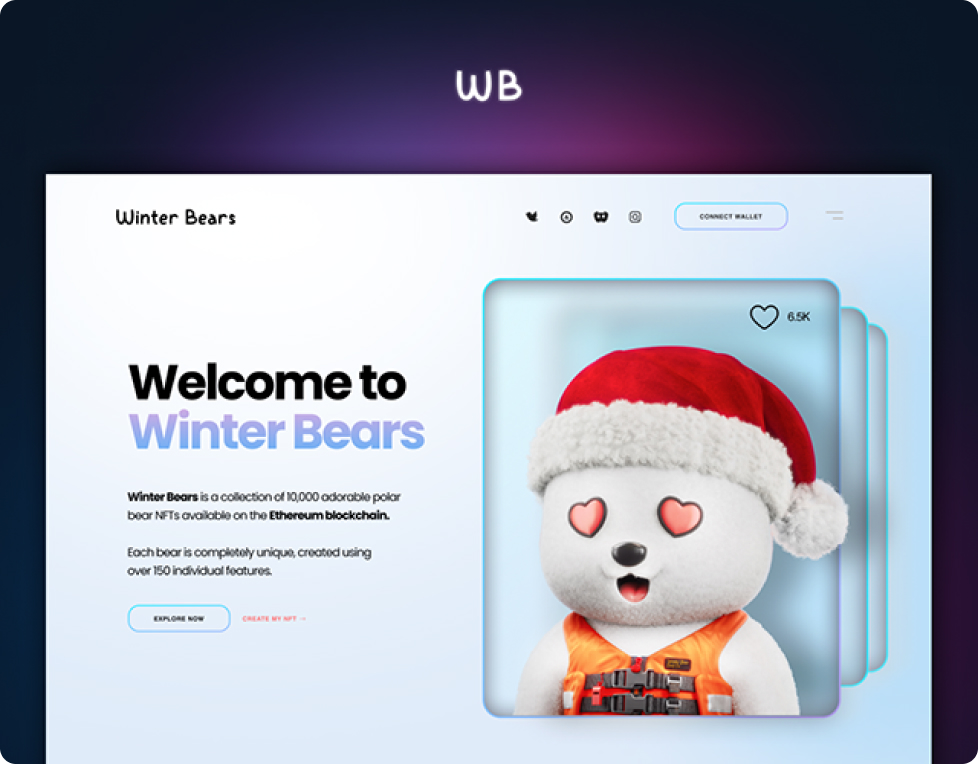 WB
Winter Bears
CONNECT WALLET
6.5K
Welcome to
Winter Bears
Winter Bears is a collection of 10,000 adorable polar
bear NFTs available on the Ethereum blockchain.
Each bear is completely unique, created using
over 150 individual features.
EXPLORE NOW
CREATE MY NFT →